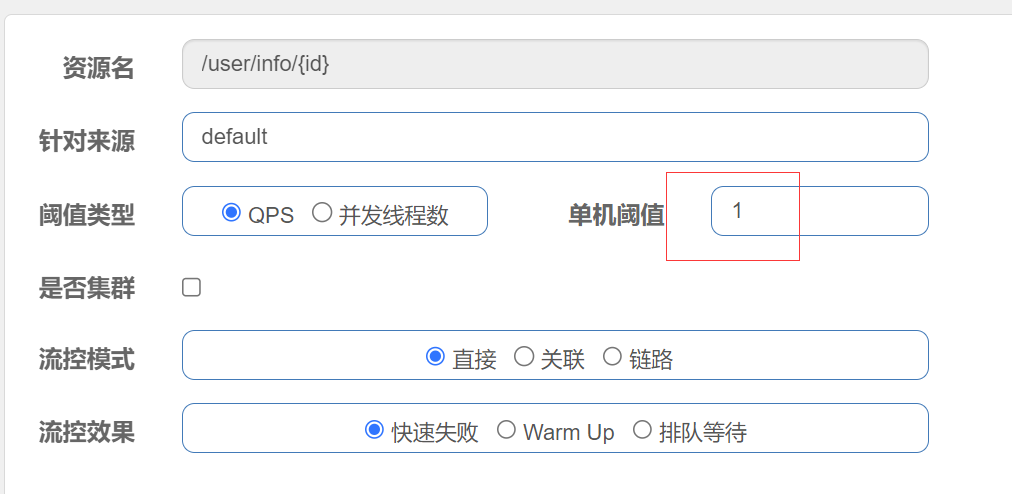 资源名 /user/info/{id}
针对来源 default
阈值类型 QPS 并发线程数 单机阈值 1
是否集群
流控模式 直接 关联 链路
流控效果 快速失败 Warm Up 排队等待